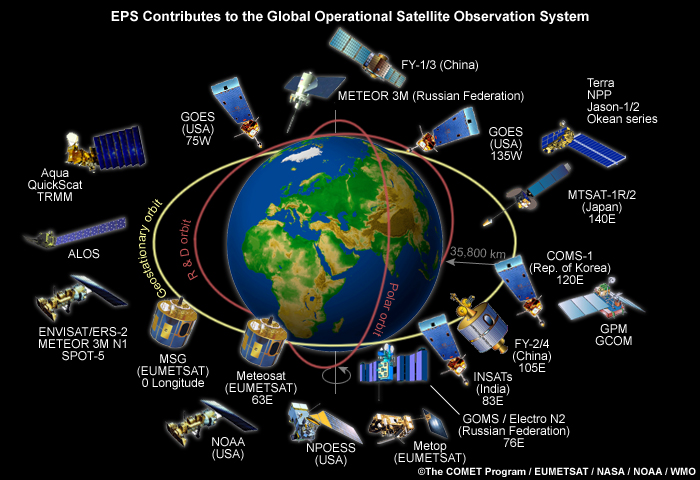 EPS Contributes to the Global Operational Satellite Observation System
FY-1/3 (China)
METEOR 3M (Russian Federation)
GOES
(USA)
75W
GOES
(USA)
135W
Terra
NPP
Jason-1/2
Okean series
Aqua
QuickScat
TRMM
MTSAT-1R/2
(Japan)
140E
ALOS
Geostationary orbit
R & D orbit
Polar orbit
35,800 km
COMS-1
(Rep. of Korea)
120E
GPM
GCOM
ENVISAT/ERS-2
METEOR 3M N1
SPOT-5
MSG
(EUMETSAT)
0 Longitude
Meteosat
(EUMETSAT)
63E
FY-2/4
(China)
105E
INSATs
(India)
83E
GOMS / Electro N2
(Russian Federation)
76E
NOAA
(USA)
NPOESS
(USA)
Metop
(EUMETSAT)
©The COMET Program / EUMETSAT / NASA / NOAA / WMO